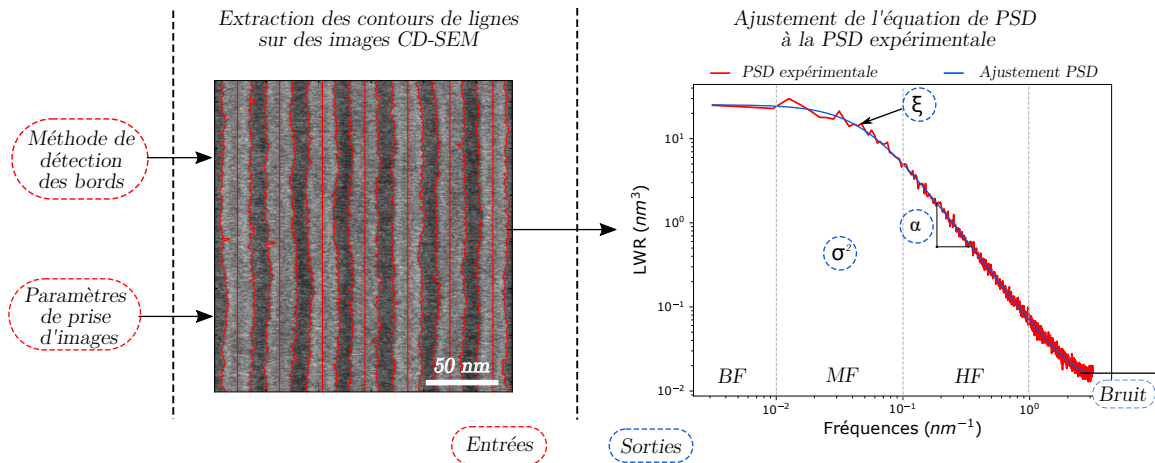 Extraction des contours de lignes
sur des images CD-SEM
Ajustement de l'équation de PSD
à la PSD expérimentale
PSD expérimentale
Ajustement PSD
Méthode de
détection
des bords
Paramètres
de prise
d'images
50 nm
LWR (nm³)
10¹
10⁰
10⁻¹
10⁻²
ξ
α
σ²
BF
MF
HF
Bruit
10⁻²
10⁻¹
10⁰
Fréquences (nm⁻¹)
Entrées
Sorties